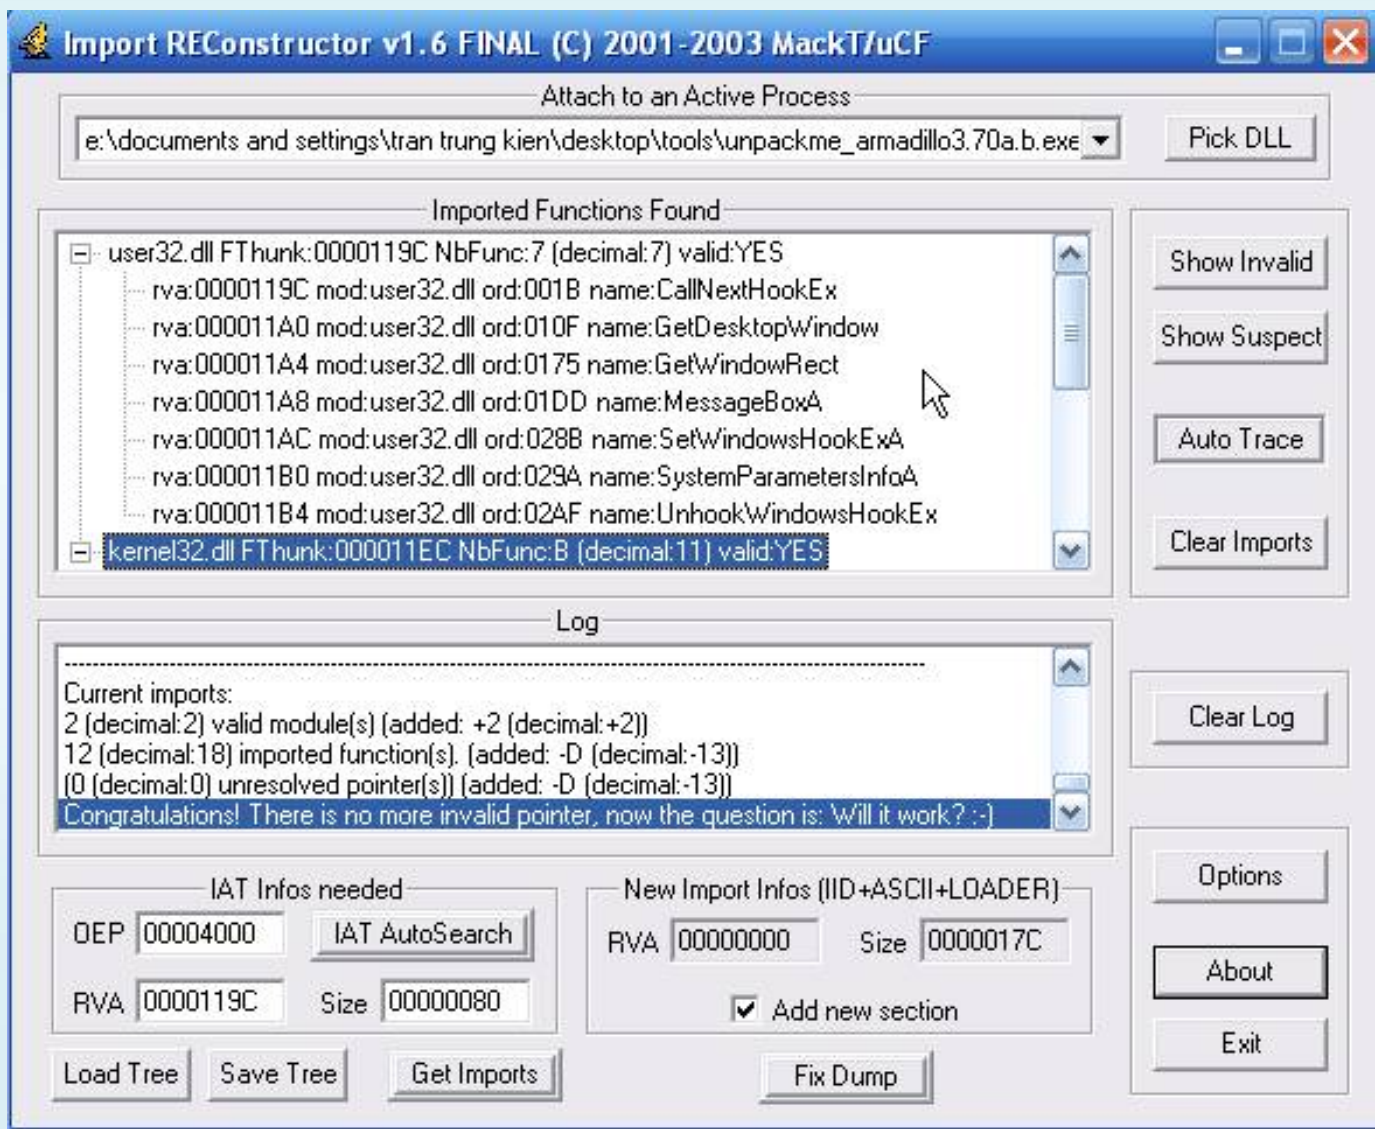 Import REConstructor v1.6 FINAL (C) 2001-2003 MackT/uCF
Attach to an Active Process
e:\documents and settings\tran trung kien\desktop\tools\unpackme_armadillo3.70a.b.exe
Pick DLL
Imported Functions Found
user32.dll FThunk:0000119C NbFunc:7 (decimal:7) valid:YES
rva:0000119C mod:user32.dll ord:001B name:CallNextHookEx
rva:000011A0 mod:user32.dll ord:010F name:GetDesktopWindow
rva:000011A4 mod:user32.dll ord:0175 name:GetWindowRect
rva:000011A8 mod:user32.dll ord:01DD name:MessageBoxA
rva:000011AC mod:user32.dll ord:028B name:SetWindowsHookExA
rva:000011B0 mod:user32.dll ord:029A name:SystemParametersInfoA
rva:000011B4 mod:user32.dll ord:02AF name:UnhookWindowsHookEx
kernel32.dll FThunk:000011EC NbFunc:B (decimal:11) valid:YES
Show Invalid
Show Suspect
Auto Trace
Clear Imports
Log
---------------------------------------------------------------------------------------------------
Current imports:
2 (decimal:2) valid module(s) (added: +2 (decimal:+2))
12 (decimal:18) imported function(s). (added: -D (decimal:-13))
(0 (decimal:0) unresolved pointer(s)) (added: -D (decimal:-13))
Congratulations! There is no more invalid pointer, now the question is: Will it work? :-)
Clear Log
IAT Infos needed
OEP 00004000 IAT AutoSearch
RVA 0000119C Size 00000080
New Import Infos (IID+ASCII+LOADER)
RVA 00000000 Size 0000017C
Add new section
Options
About
Exit
Load Tree Save Tree Get Imports Fix Dump